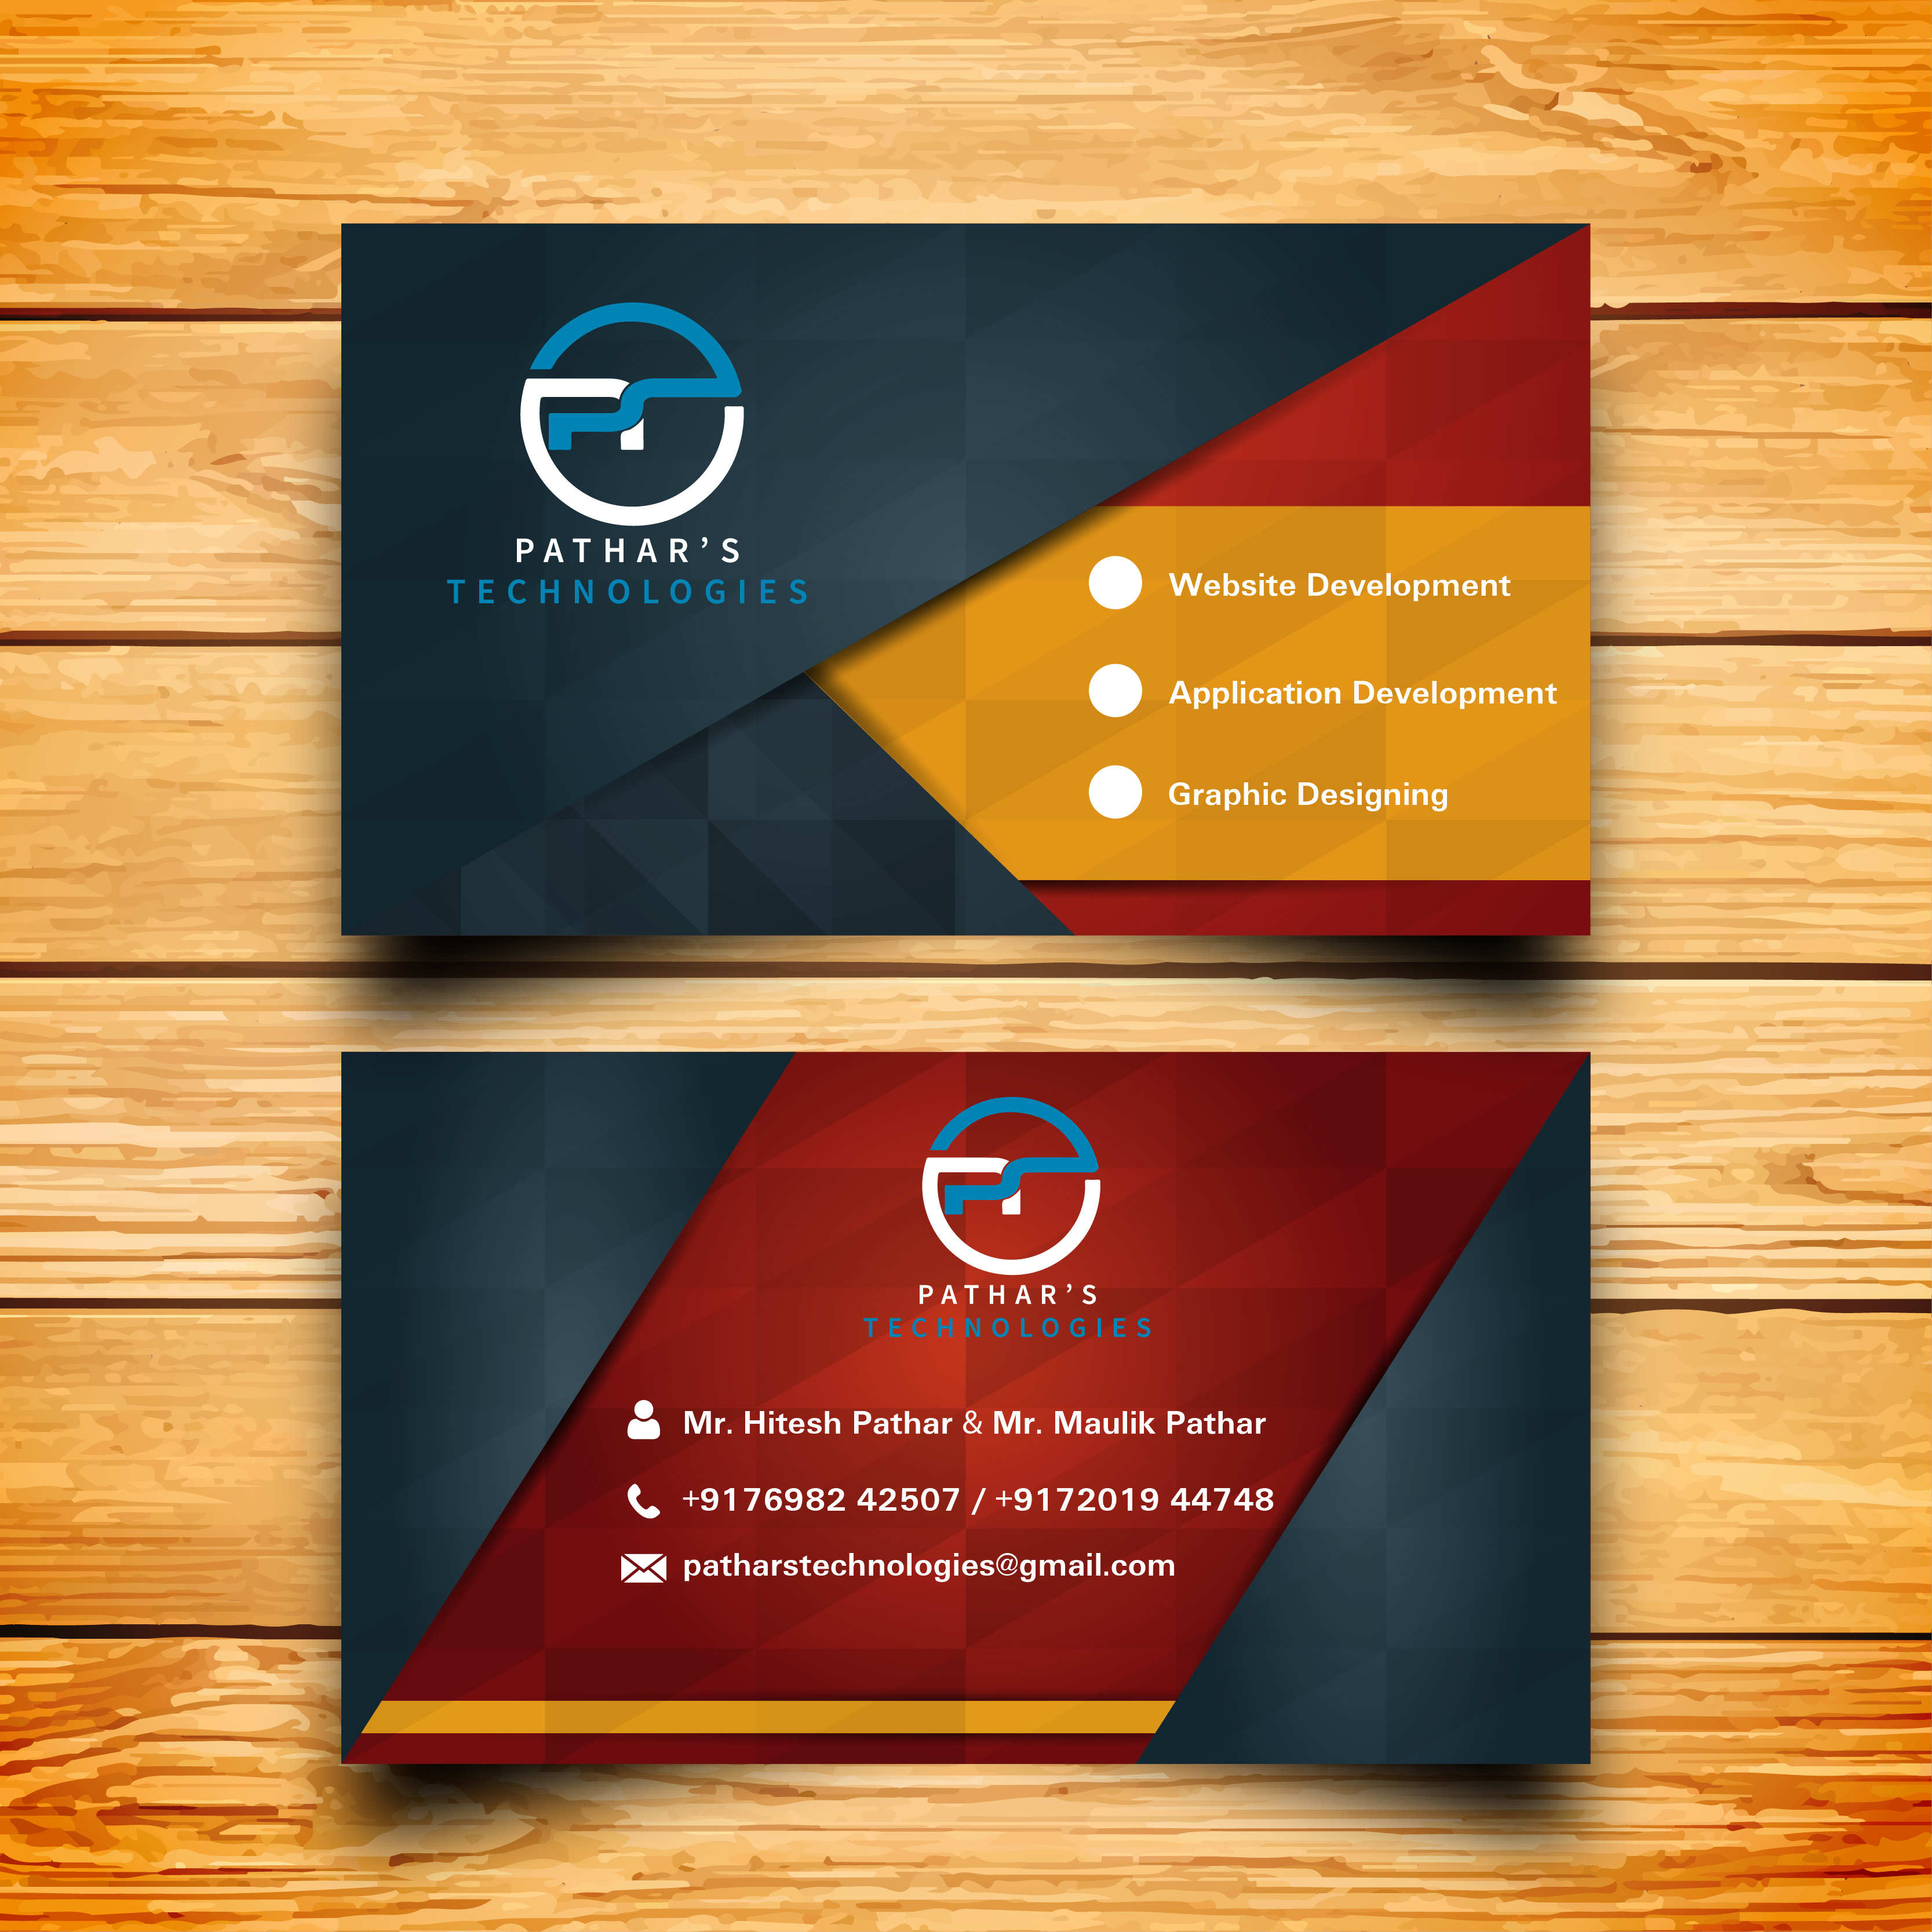 PATHAR’S
TECHNOLOGIES
Website Development
Application Development
Graphic Designing
PATHAR’S
TECHNOLOGIES
Mr. Hitesh Pathar & Mr. Maulik Pathar
+9176982 42507 / +9172019 44748
patharstechnologies@gmail.com